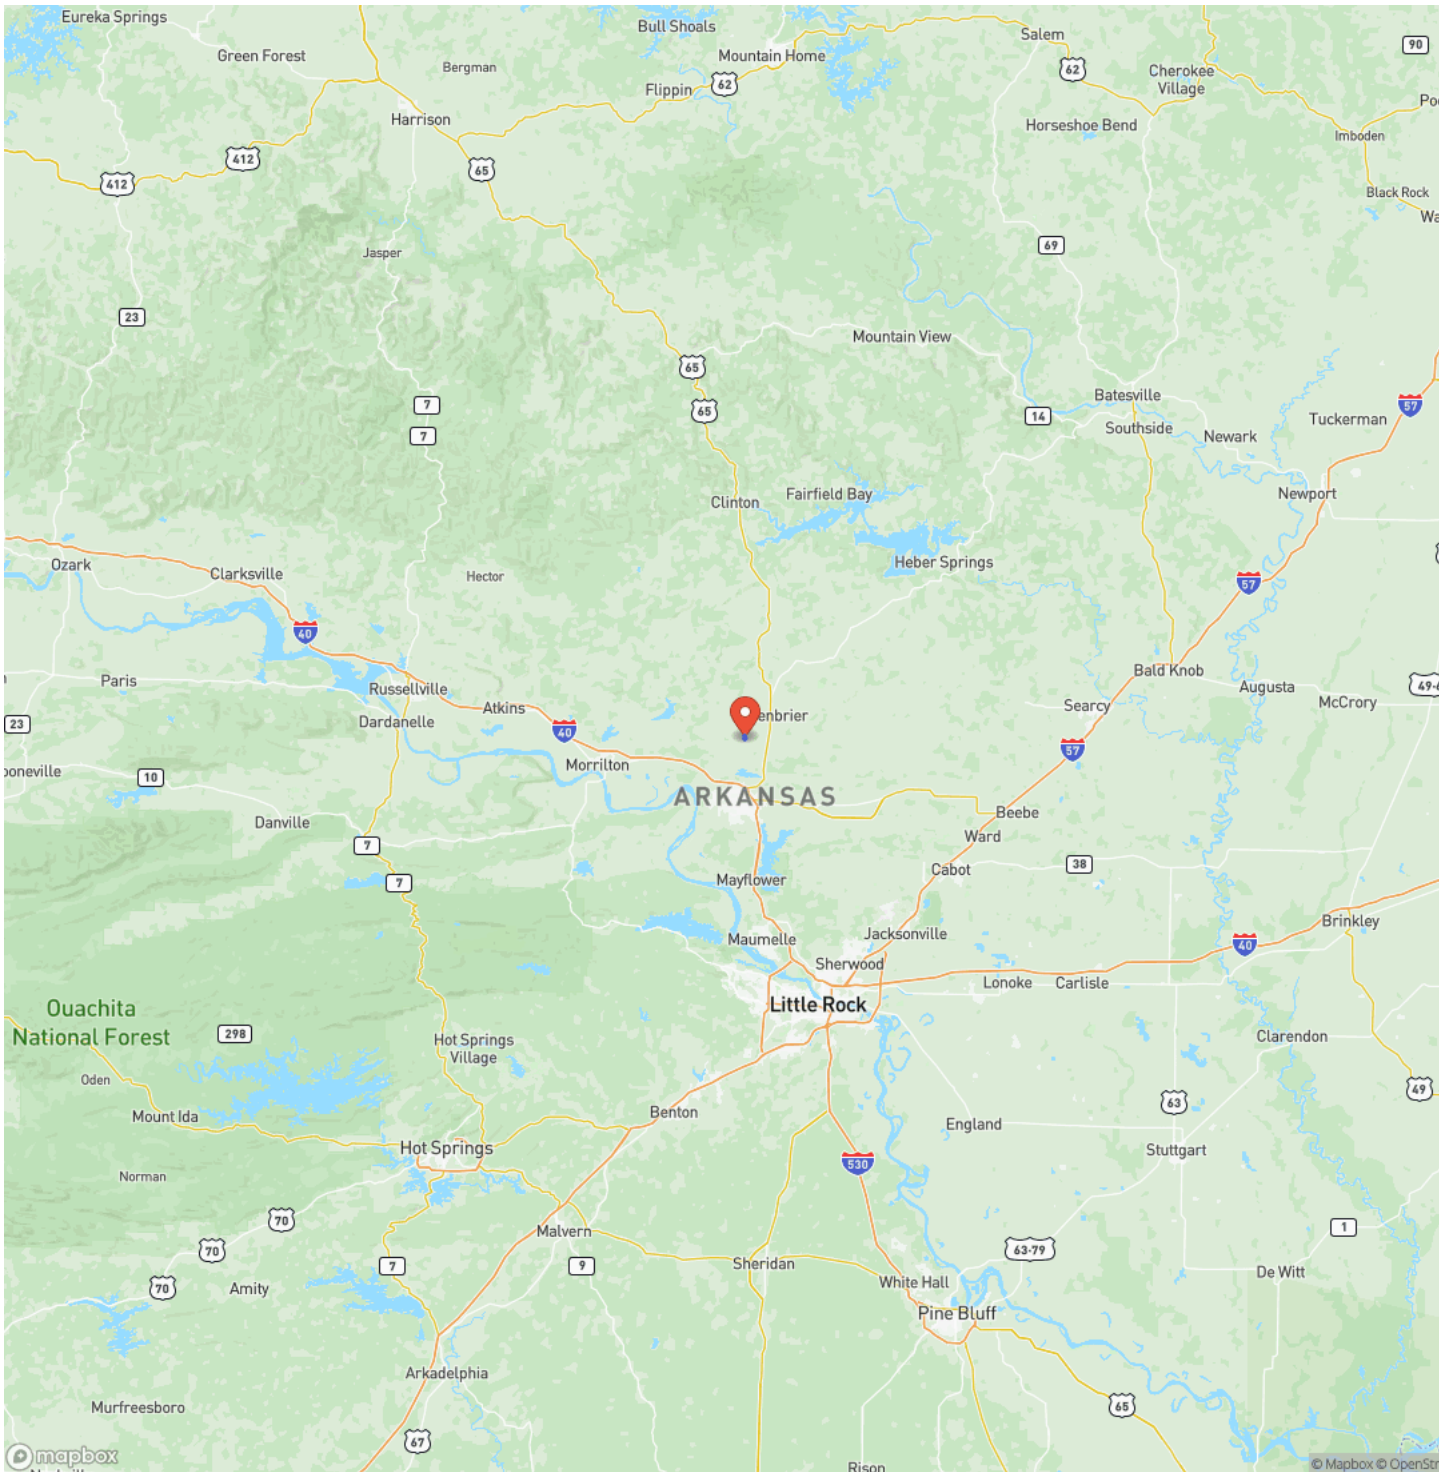 Eureka Springs
Bull Shoals
Salem
90
Green Forest
Mountain Home
62
Cherokee
Village
Bergman
Flippin
62
Harrison
Horseshoe Bend
Imboden
412
65
412
Black Rock
69
Jasper
23
Mountain View
65
7
65
14
Batesville
57
7
Southside
Newark
Tuckerman
Clinton
Fairfield Bay
Newport
Ozark
Clarksville
Hector
Heber Springs
57
40
Bald Knob
Paris
Russellville
Augusta
McCrory
Atkins
Searcy
23
Dardanelle
40
enbrier
57
Morrilton
10
ooneville
ARKANSAS
Danville
Beebe
Ward
7
Cabot
38
7
Mayflower
Brinkley
Maumelle
Jacksonville
40
Sherwood
Lonoke
Carlisle
Little Rock
Ouachita
National Forest
298
Hot Springs
Village
Clarendon
Oden
49
Mount Ida
Benton
63
England
Hot Springs
Stuttgart
530
Norman
70
70
Malvern
1
63-79
7
9
Sheridan
70
Amity
White Hall
De Witt
Pine Bluff
Arkadelphia
Murfreesboro
65
67
mapbox
Rison
© Mapbox © OpenStr